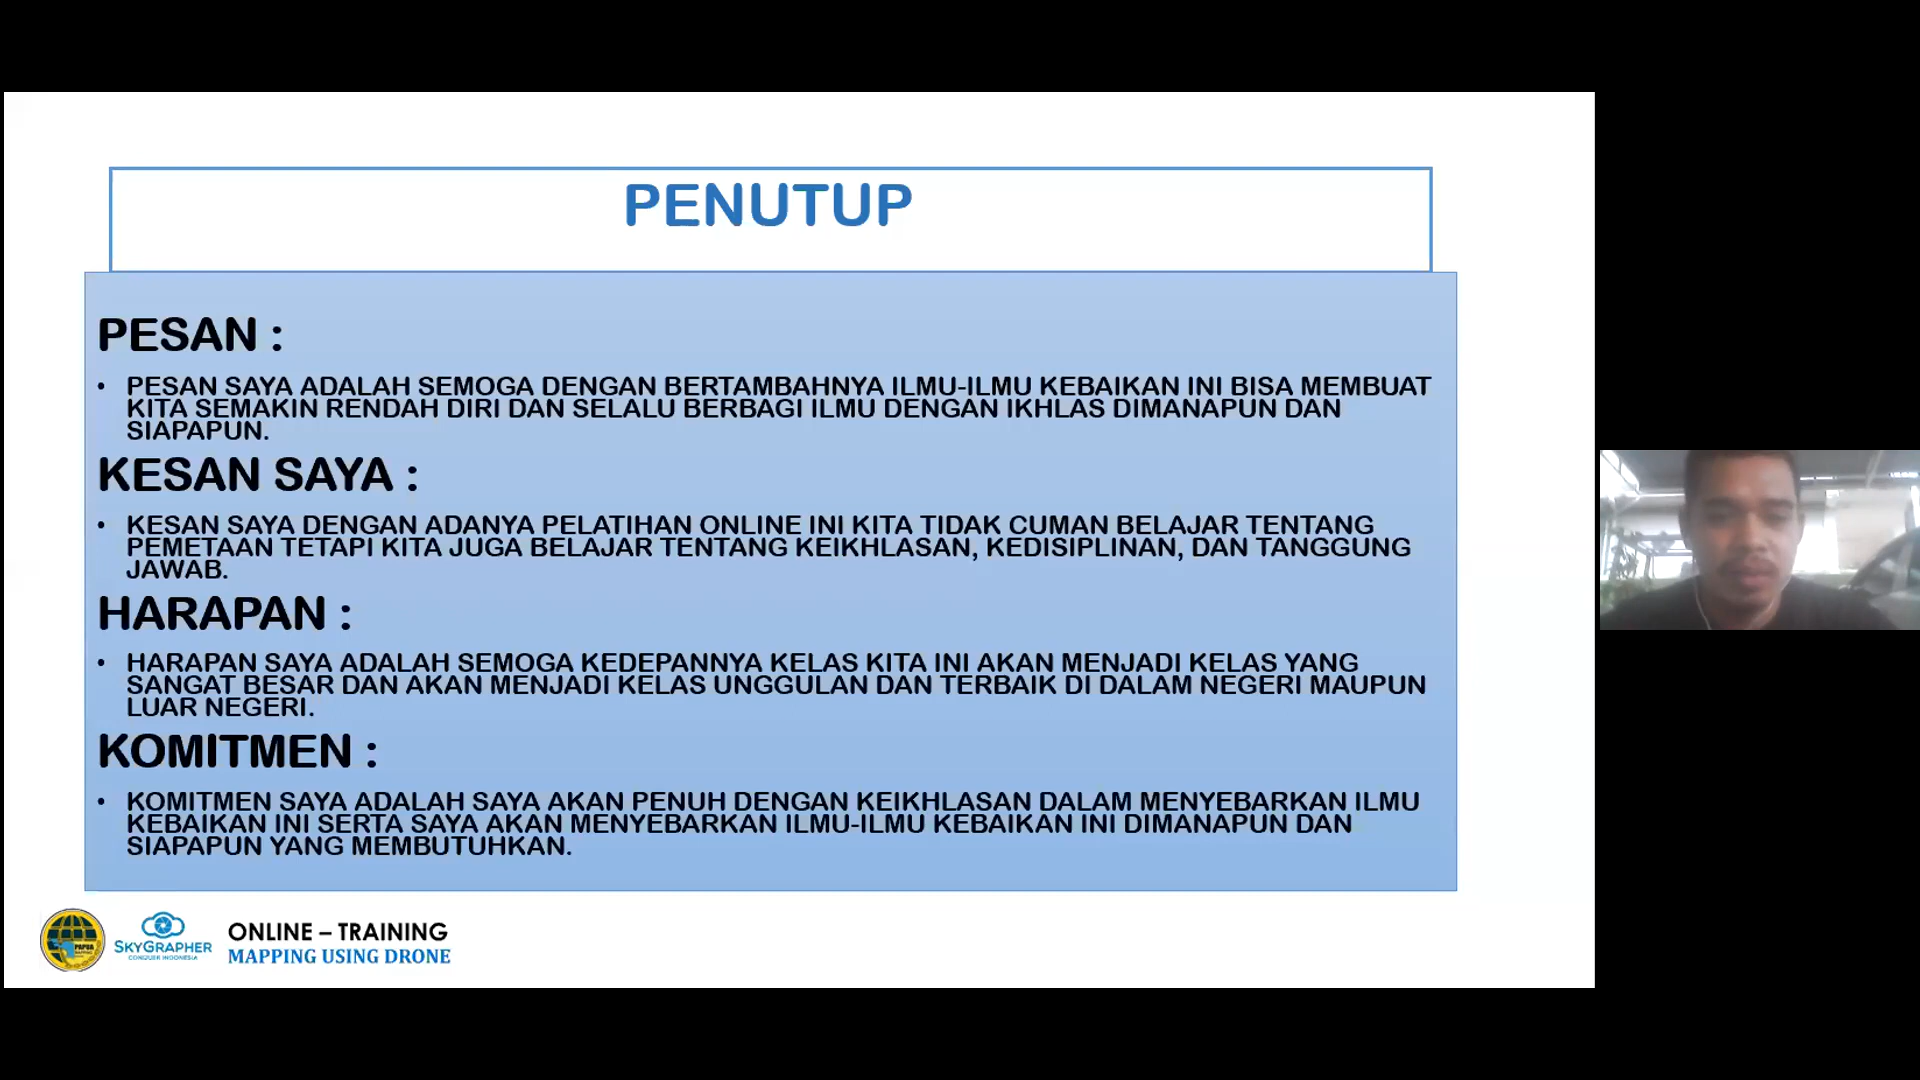 PENUTUP
PESAN :
• PESAN SAYA ADALAH SEMOGA DENGAN BERTAMBAHNYA ILMU-ILMU KEBAIKAN INI BISA MEMBUAT
KITA SEMAKIN RENDAH DIRI DAN SELALU BERBAGI ILMU DENGAN IKHLAS DIMANAPUN DAN
SIAPAPUN.
KESAN SAYA :
• KESAN SAYA DENGAN ADANYA PELATIHAN ONLINE INI KITA TIDAK CUMAN BELAJAR TENTANG
PEMETAAN TETAPI KITA JUGA BELAJAR TENTANG KEIKHLASAN, KEDISIPLINAN, DAN TANGGUNG
JAWAB.
HARAPAN :
• HARAPAN SAYA ADALAH SEMOGA KEDEPANNYA KELAS KITA INI AKAN MENJADI KELAS YANG
SANGAT BESAR DAN AKAN MENJADI KELAS UNGGULAN DAN TERBAIK DI DALAM NEGERI MAUPUN
LUAR NEGERI.
KOMITMEN :
• KOMITMEN SAYA ADALAH SAYA AKAN PENUH DENGAN KEIKHLASAN DALAM MENYEBARKAN ILMU
KEBAIKAN INI SERTA SAYA AKAN MENYEBARKAN ILMU-ILMU KEBAIKAN INI DIMANAPUN DAN
SIAPAPUN YANG MEMBUTUHKAN.
PAPUA
SKYGRAPHER
CONQUER INDONESIA
ONLINE – TRAINING
MAPPING USING DRONE